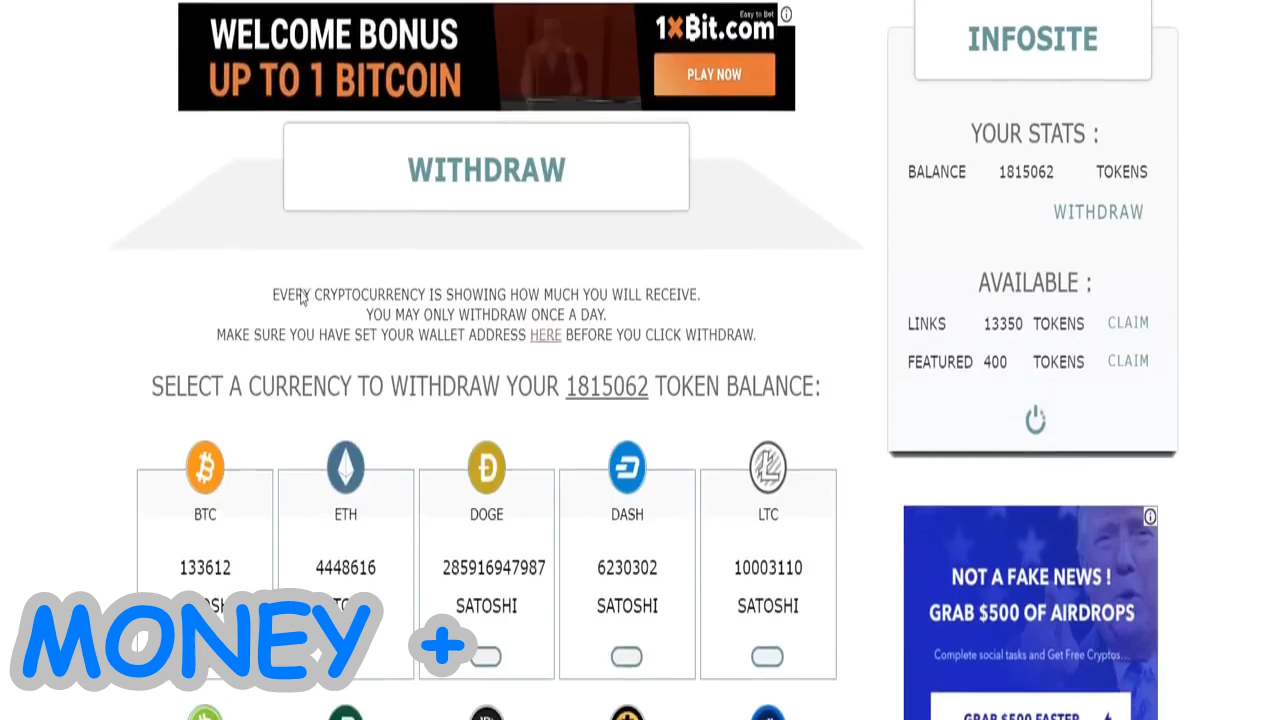 WELCOME BONUS
UP TO 1 BITCOIN
Easy to Bet
1XBit.com
PLAY NOW
WITHDRAW
EVERY CRYPTOCURRENCY IS SHOWING HOW MUCH YOU WILL RECEIVE.
YOU MAY ONLY WITHDRAW ONCE A DAY.
MAKE SURE YOU HAVE SET YOUR WALLET ADDRESS HERE BEFORE YOU CLICK WITHDRAW.
SELECT A CURRENCY TO WITHDRAW YOUR 1815062 TOKEN BALANCE:
BTC ETH DOGE DASH LTC
133612 4448616 285916947987 6230302 10003110
SATOSHI SATOSHI SATOSHI
MONEY +
INFOSITE
YOUR STATS :
BALANCE 1815062 TOKENS
WITHDRAW
AVAILABLE :
LINKS 13350 TOKENS CLAIM
FEATURED 400 TOKENS CLAIM
NOT A FAKE NEWS !
GRAB $500 OF AIRDROPS
Complete social tasks and Get Free Cryptos...
GRAB $500 FASTER